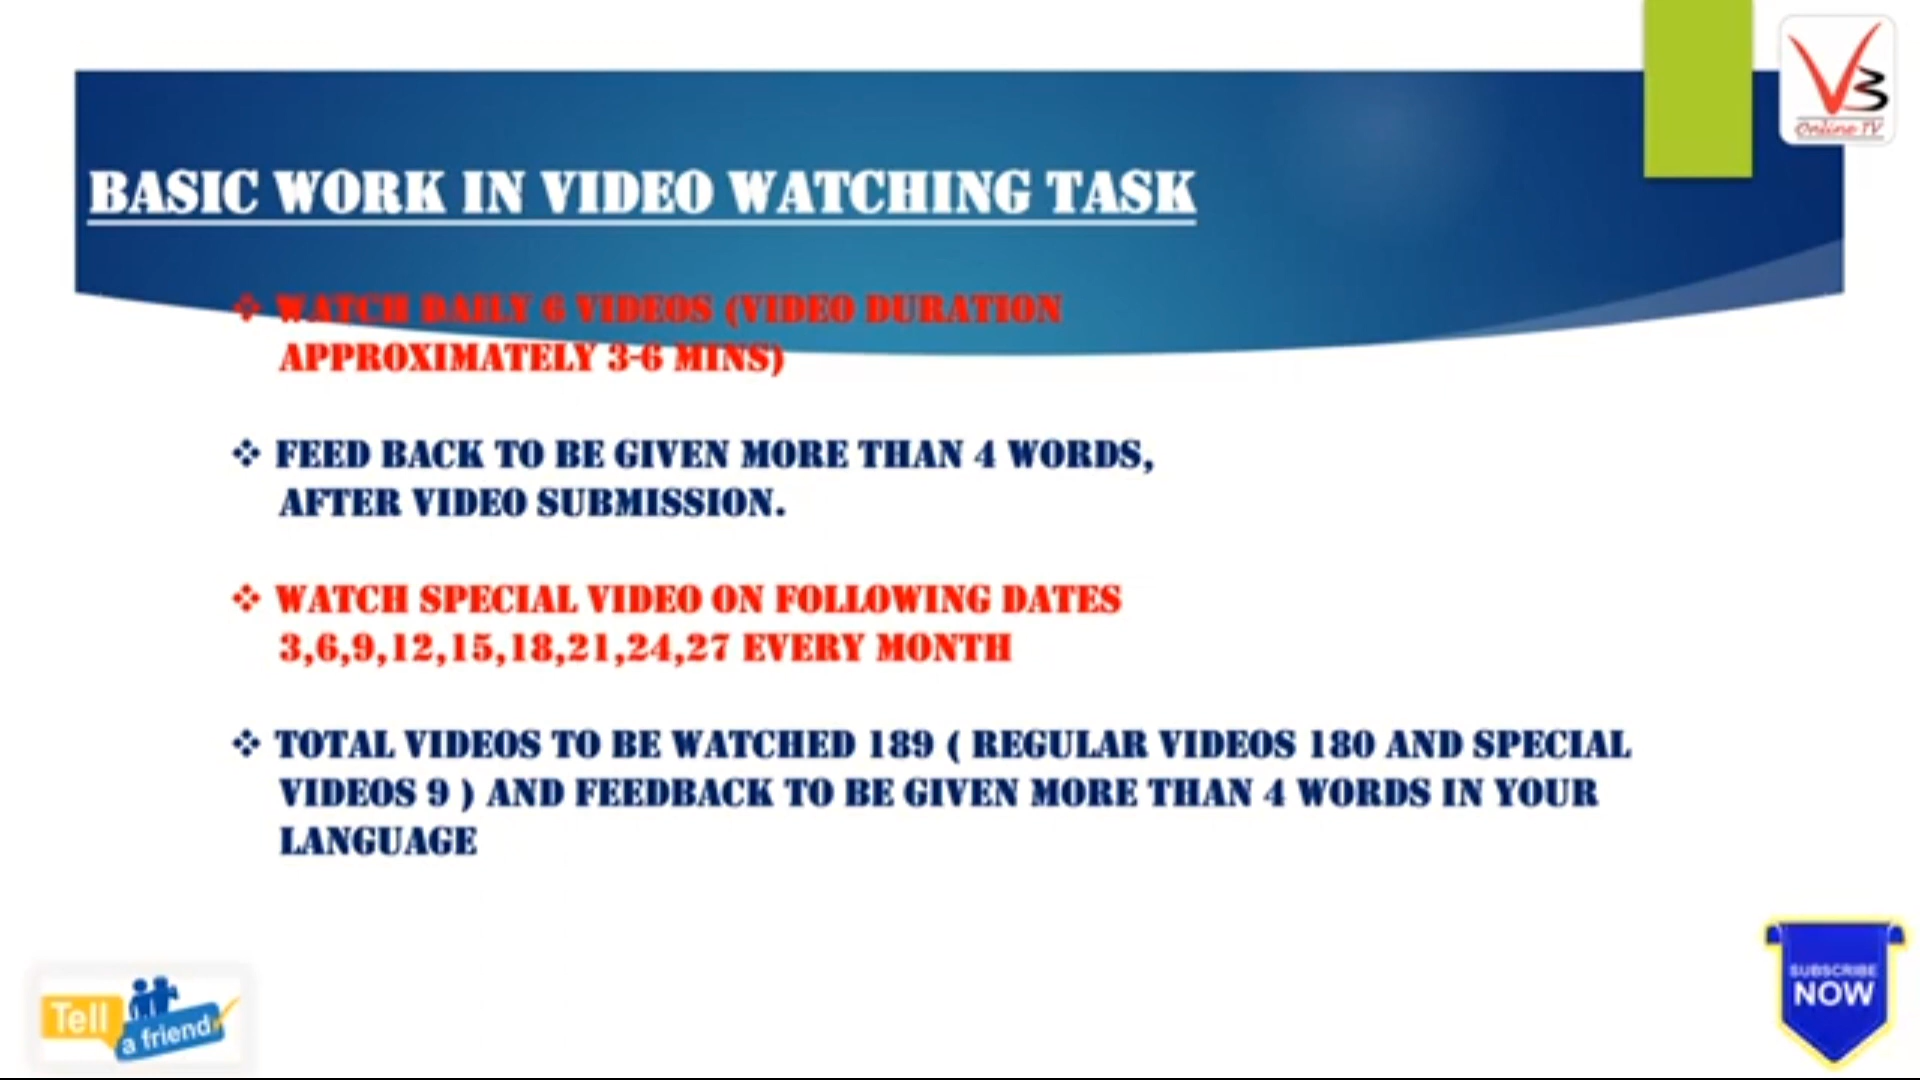 V3
Online TV
BASIC WORK IN VIDEO WATCHING TASK
❖ WATCH DAILY 6 VIDEOS (VIDEO DURATION
APPROXIMATELY 3-6 MINS)
❖ FEED BACK TO BE GIVEN MORE THAN 4 WORDS,
AFTER VIDEO SUBMISSION.
❖ WATCH SPECIAL VIDEO ON FOLLOWING DATES
3,6,9,12,15,18,21,24,27 EVERY MONTH
❖ TOTAL VIDEOS TO BE WATCHED 189 ( REGULAR VIDEOS 180 AND SPECIAL
VIDEOS 9 ) AND FEEDBACK TO BE GIVEN MORE THAN 4 WORDS IN YOUR
LANGUAGE
Tell
a friend
SUBSCRIBE
NOW